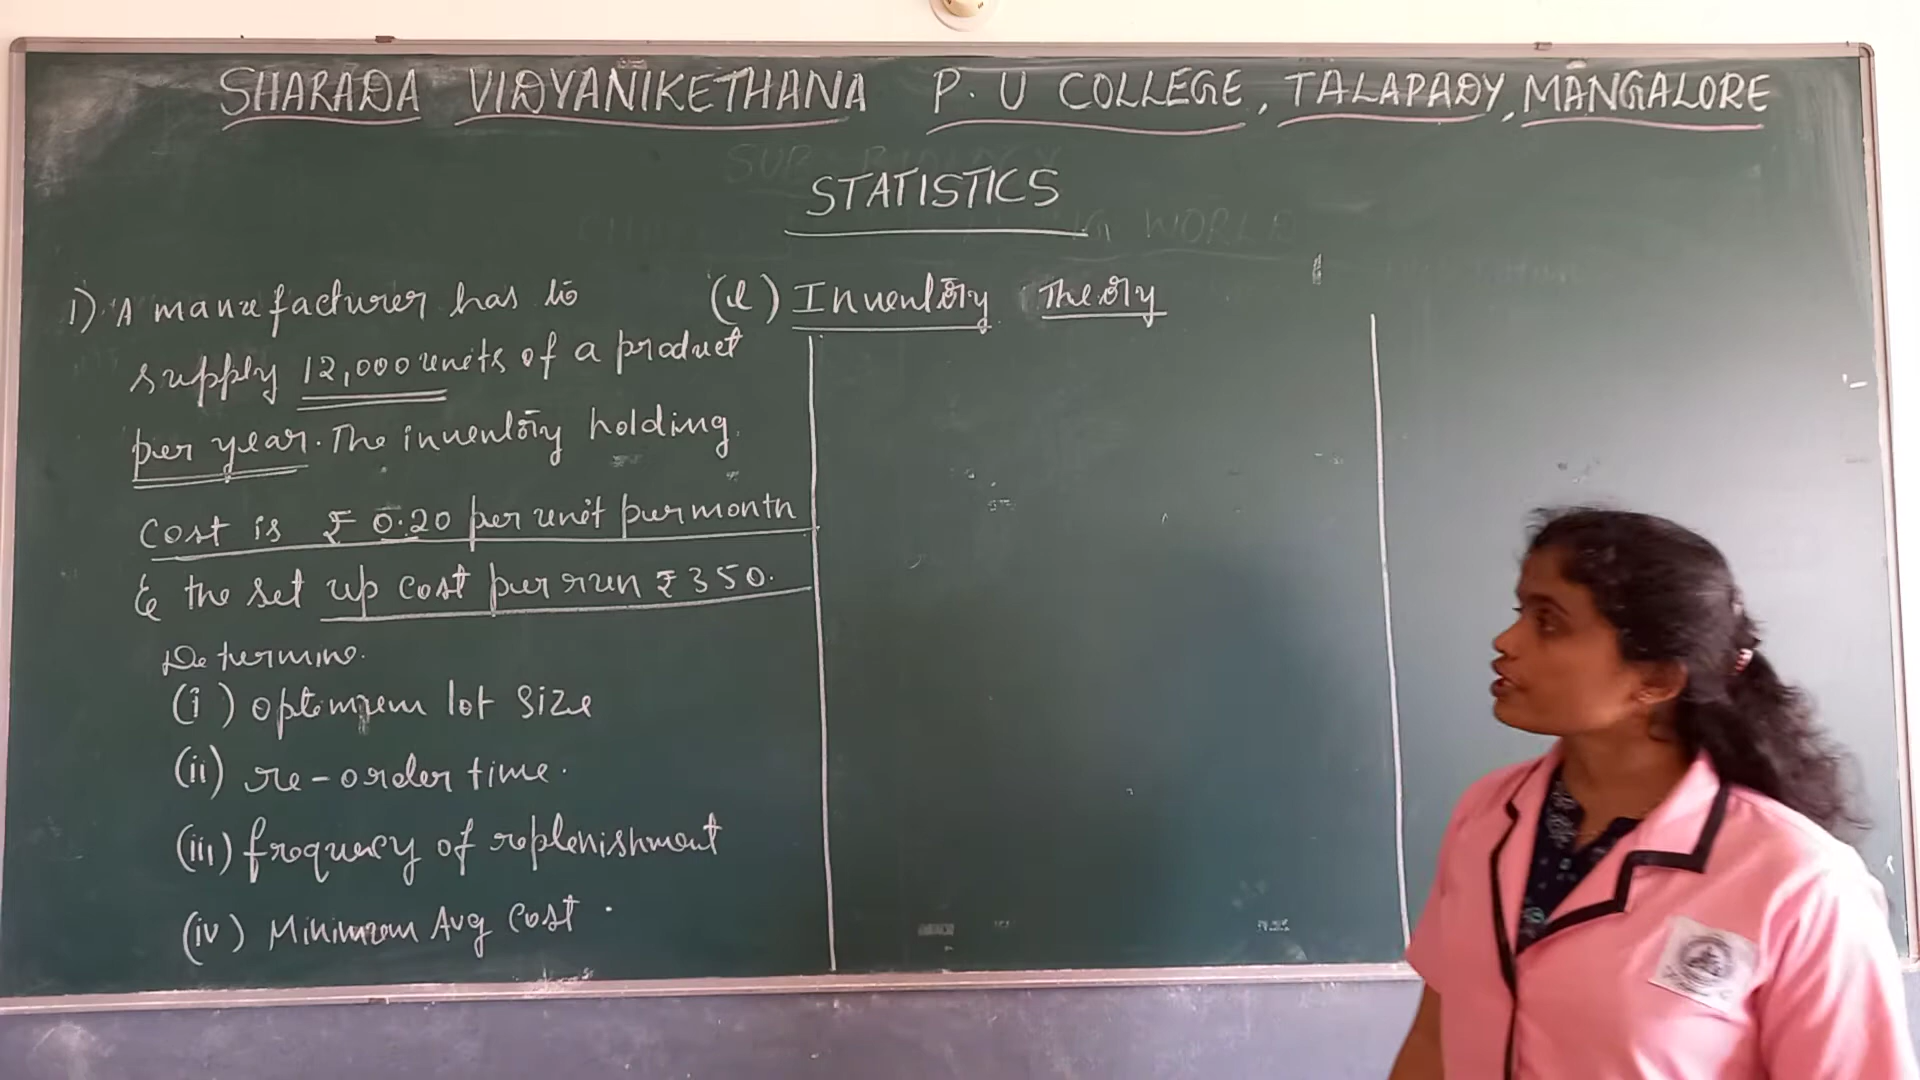 SHARADA VIDYANIKETHANA P. U COLLEGE, TALAPADY, MANGALORE
STATISTICS
(d) Inventory Theory
1) A manufacturer has to
supply 12,000 units of a product
per year. The inventory holding
cost is ₹ 0.20 per unit per month
& the set up cost per run ₹ 350.
Determine.
(i) optimum lot size
(ii) re-order time.
(iii) frequency of replenishment
(iv) Minimum Avg cost.